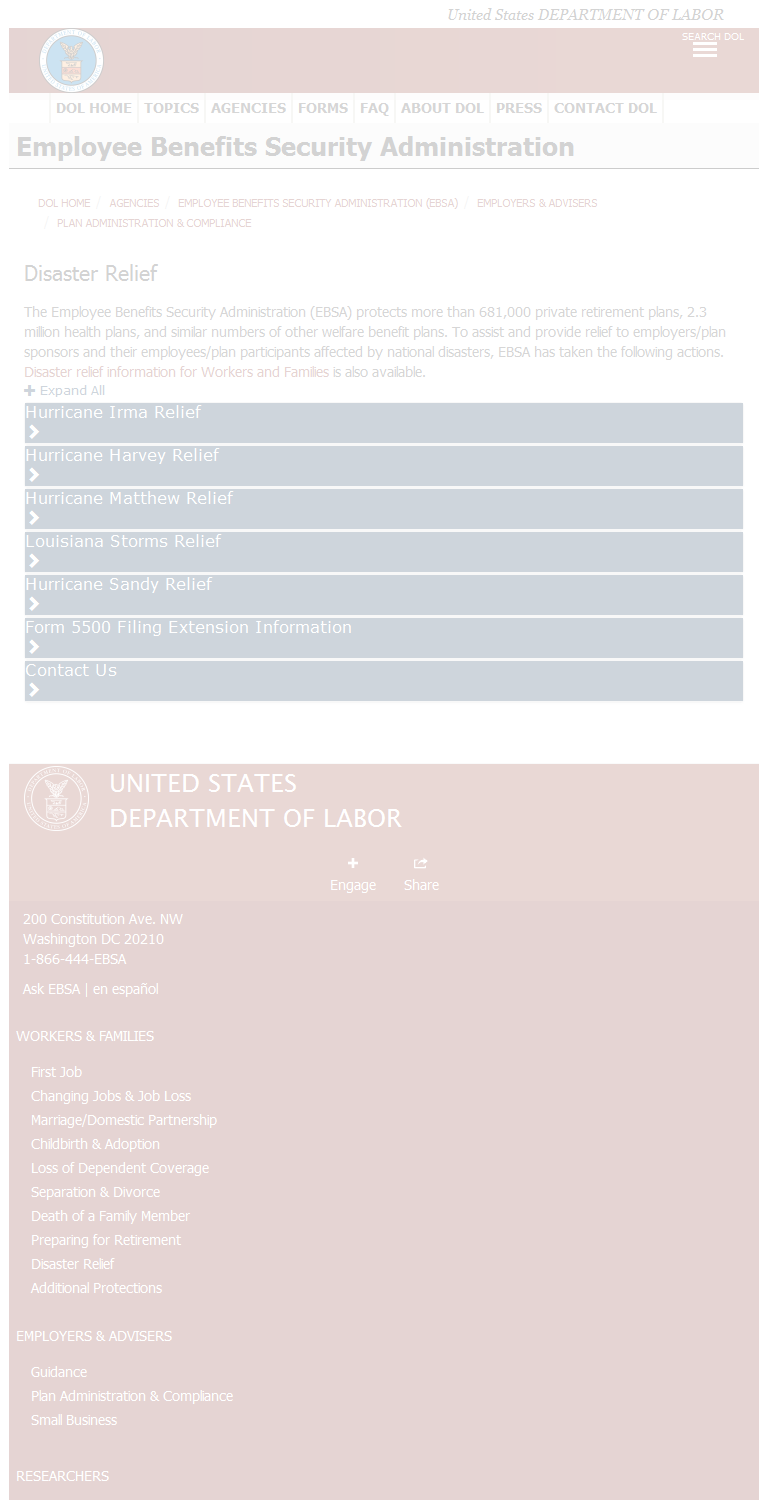 United States DEPARTMENT OF LABOR
SEARCH DOL
DOL HOME TOPICS AGENCIES FORMS FAQ ABOUT DOL PRESS CONTACT DOL
Employee Benefits Security Administration
DOL HOME / AGENCIES / EMPLOYEE BENEFITS SECURITY ADMINISTRATION (EBSA) / EMPLOYERS & ADVISERS
/ PLAN ADMINISTRATION & COMPLIANCE
Disaster Relief
The Employee Benefits Security Administration (EBSA) protects more than 681,000 private retirement plans, 2.3
million health plans, and similar numbers of other welfare benefit plans. To assist and provide relief to employers/plan
sponsors and their employees/plan participants affected by national disasters, EBSA has taken the following actions.
Disaster relief information for Workers and Families is also available.
Expand All
Hurricane Irma Relief
Hurricane Harvey Relief
Hurricane Matthew Relief
Louisiana Storms Relief
Hurricane Sandy Relief
Form 5500 Filing Extension Information
Contact Us
UNITED STATES
DEPARTMENT OF LABOR
Engage Share
200 Constitution Ave. NW
Washington DC 20210
1-866-444-EBSA
Ask EBSA | en español
WORKERS & FAMILIES
First Job
Changing Jobs & Job Loss
Marriage/Domestic Partnership
Childbirth & Adoption
Loss of Dependent Coverage
Separation & Divorce
Death of a Family Member
Preparing for Retirement
Disaster Relief
Additional Protections
EMPLOYERS & ADVISERS
Guidance
Plan Administration & Compliance
Small Business
RESEARCHERS